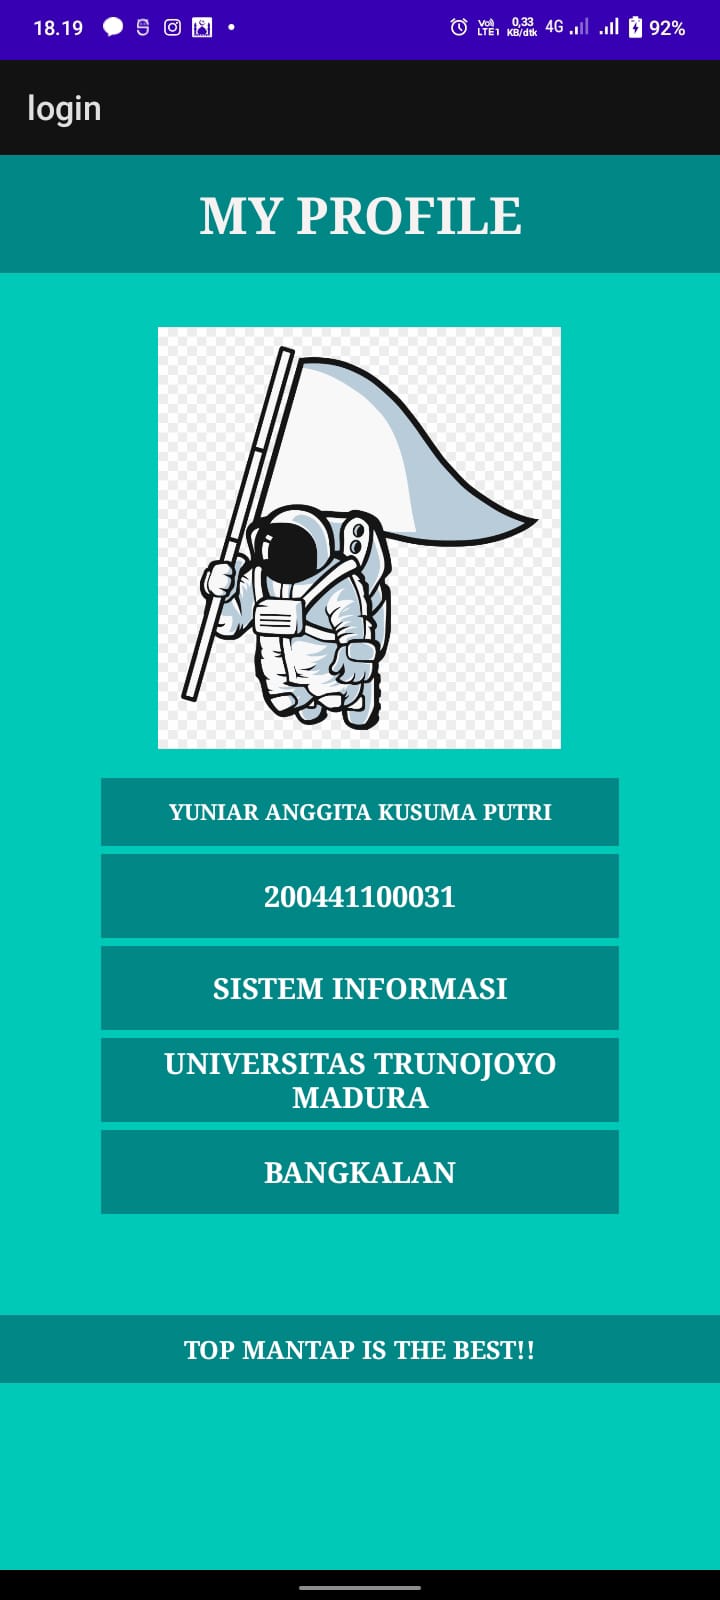 18.19
Vo)) 0,33 4G 92%
LTE1 KB/dtk
login
MY PROFILE
YUNIAR ANGGITA KUSUMA PUTRI
200441100031
SISTEM INFORMASI
UNIVERSITAS TRUNOJOYO
MADURA
BANGKALAN
TOP MANTAP IS THE BEST!!